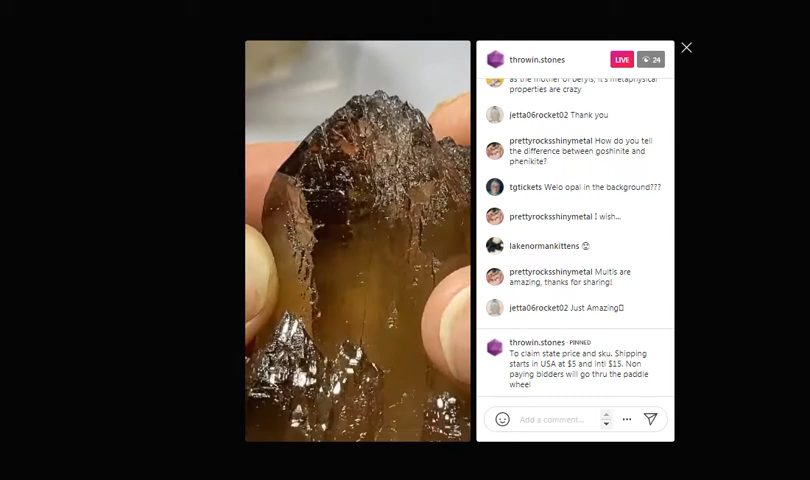 throwin.stones LIVE 24
as the mother of beryls, it's metaphysical
properties are crazy
jetta06rocket02 Thank you
prettyrocksshinymetal How do you tell
the difference between goshinite and
phenikite?
tgtickets Welo opal in the background???
prettyrocksshinymetal I wish...
lakenormankittens
prettyrocksshinymetal Multis are
amazing, thanks for sharing!
jetta06rocket02 Just Amazing
throwin.stones · PINNED
To claim state price and sku. Shipping
starts in USA at $5 and intl $15. Non
paying bidders will go thru the paddle
wheel
Add a comment...